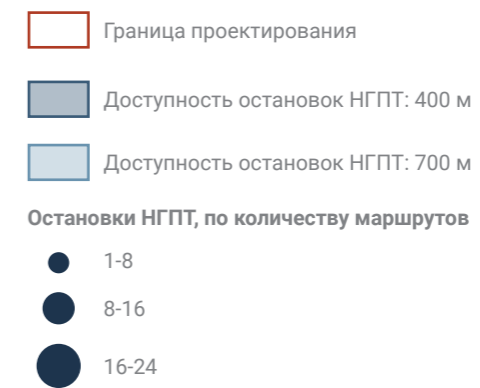 Граница проектирования
Доступность остановок НГПТ: 400 м
Доступность остановок НГПТ: 700 м
Остановки НГПТ, по количеству маршрутов
1-8
8-16
16-24